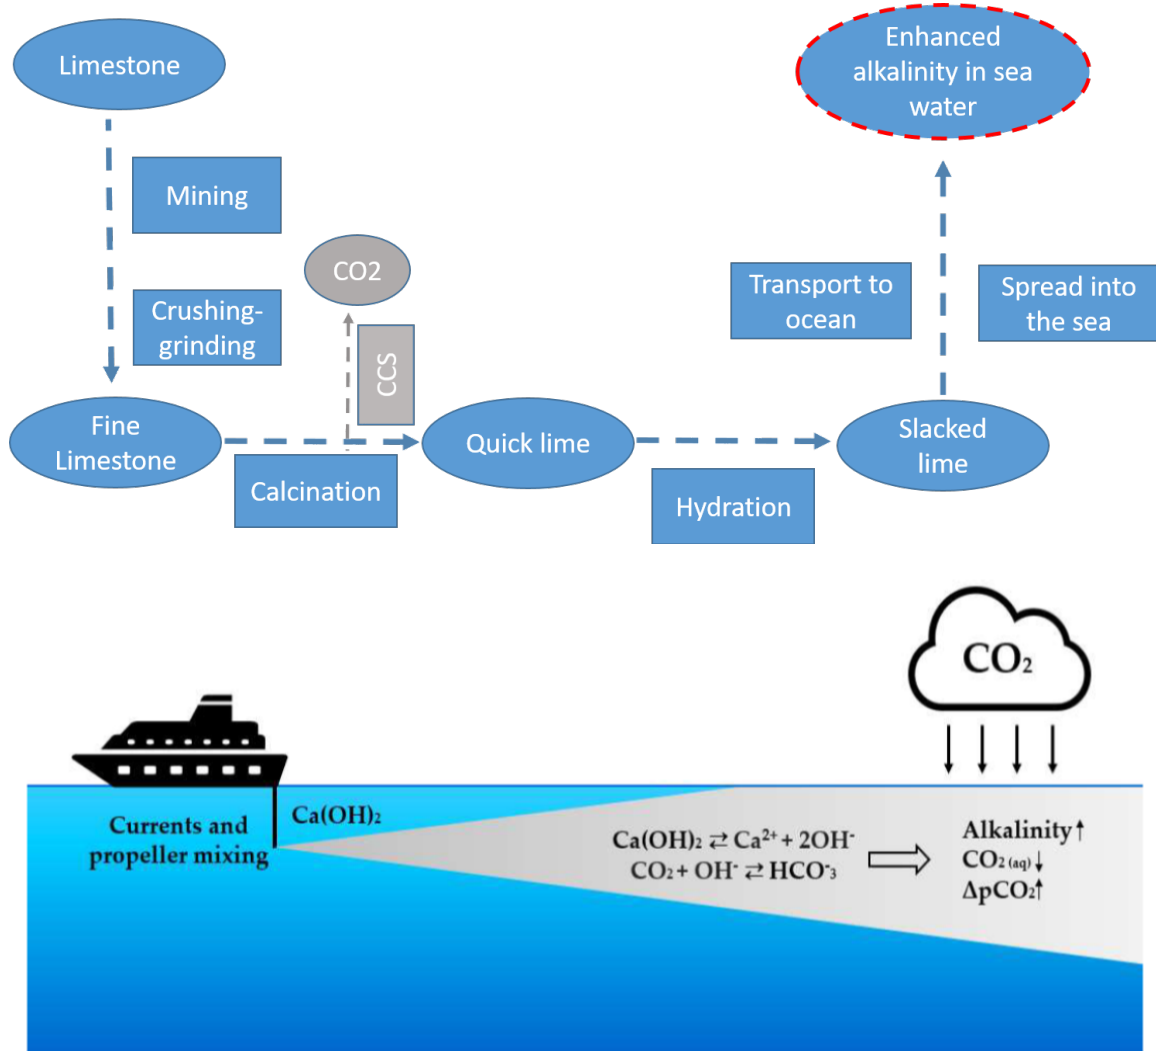 Limestone
Enhanced
alkalinity in sea
water
Mining
CO2
Crushing-
grinding
Transport to
ocean
Spread into
the sea
CCS
Fine
Limestone
Quick lime
Slacked
lime
Calcination
Hydration
CO₂
Ca(OH)₂
Currents and
propeller mixing
Ca(OH)₂ ⇄ Ca²⁺ + 2OH⁻
CO₂ + OH⁻ ⇄ HCO⁻₃
Alkalinity↑
CO₂ (aq)↓
ΔpCO₂↑